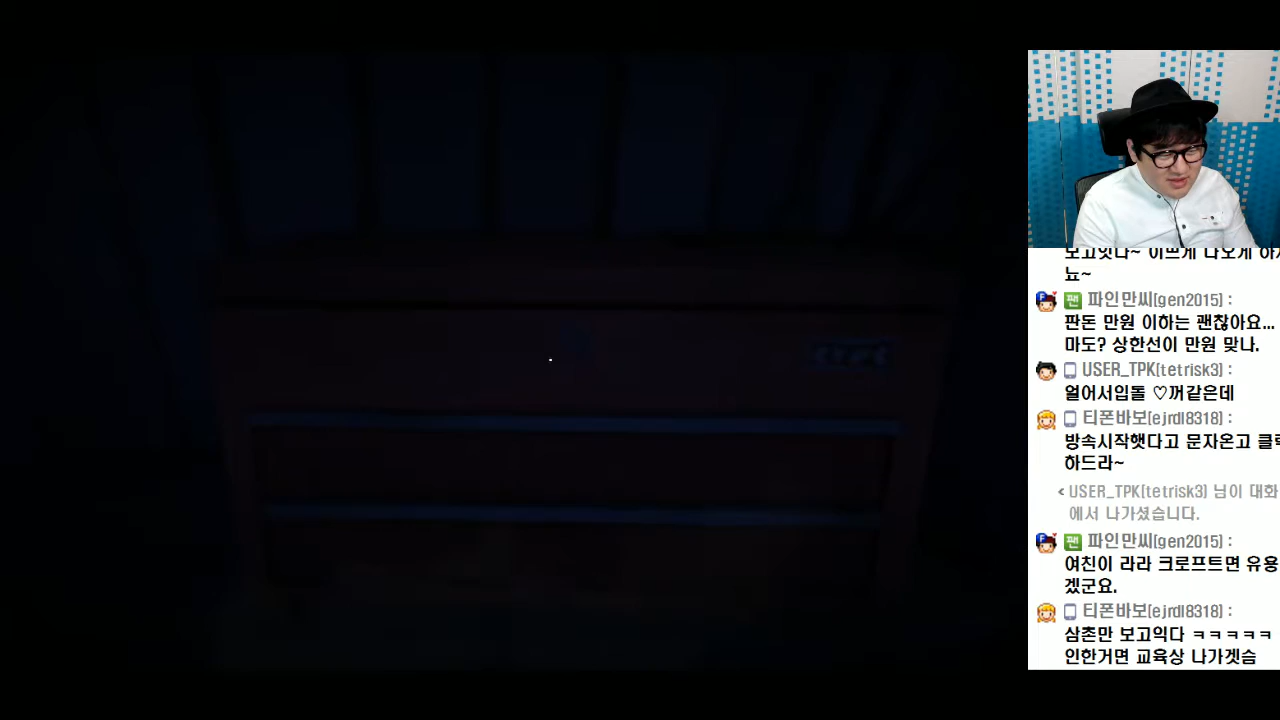 뇨~
팬 파인만씨(gen2015) :
판돈 만원 이하는 괜찮아요...
마도? 상한선이 만원 맞나.
USER_TPK(tetrisk3) :
얼어서입돌 ♡꺼같은데
티폰바보(ejrdl8318) :
방속시작햇다고 문자온고 클릭
하드라~
< USER_TPK(tetrisk3) 님이 대화
에서 나가셨습니다.
팬 파인만씨(gen2015) :
여친이 라라 크로프트면 유용
겠군요.
티폰바보(ejrdl8318) :
삼촌만 보고익다 ㅋㅋㅋㅋㅋ
인한거면 교육상 나가겟슴